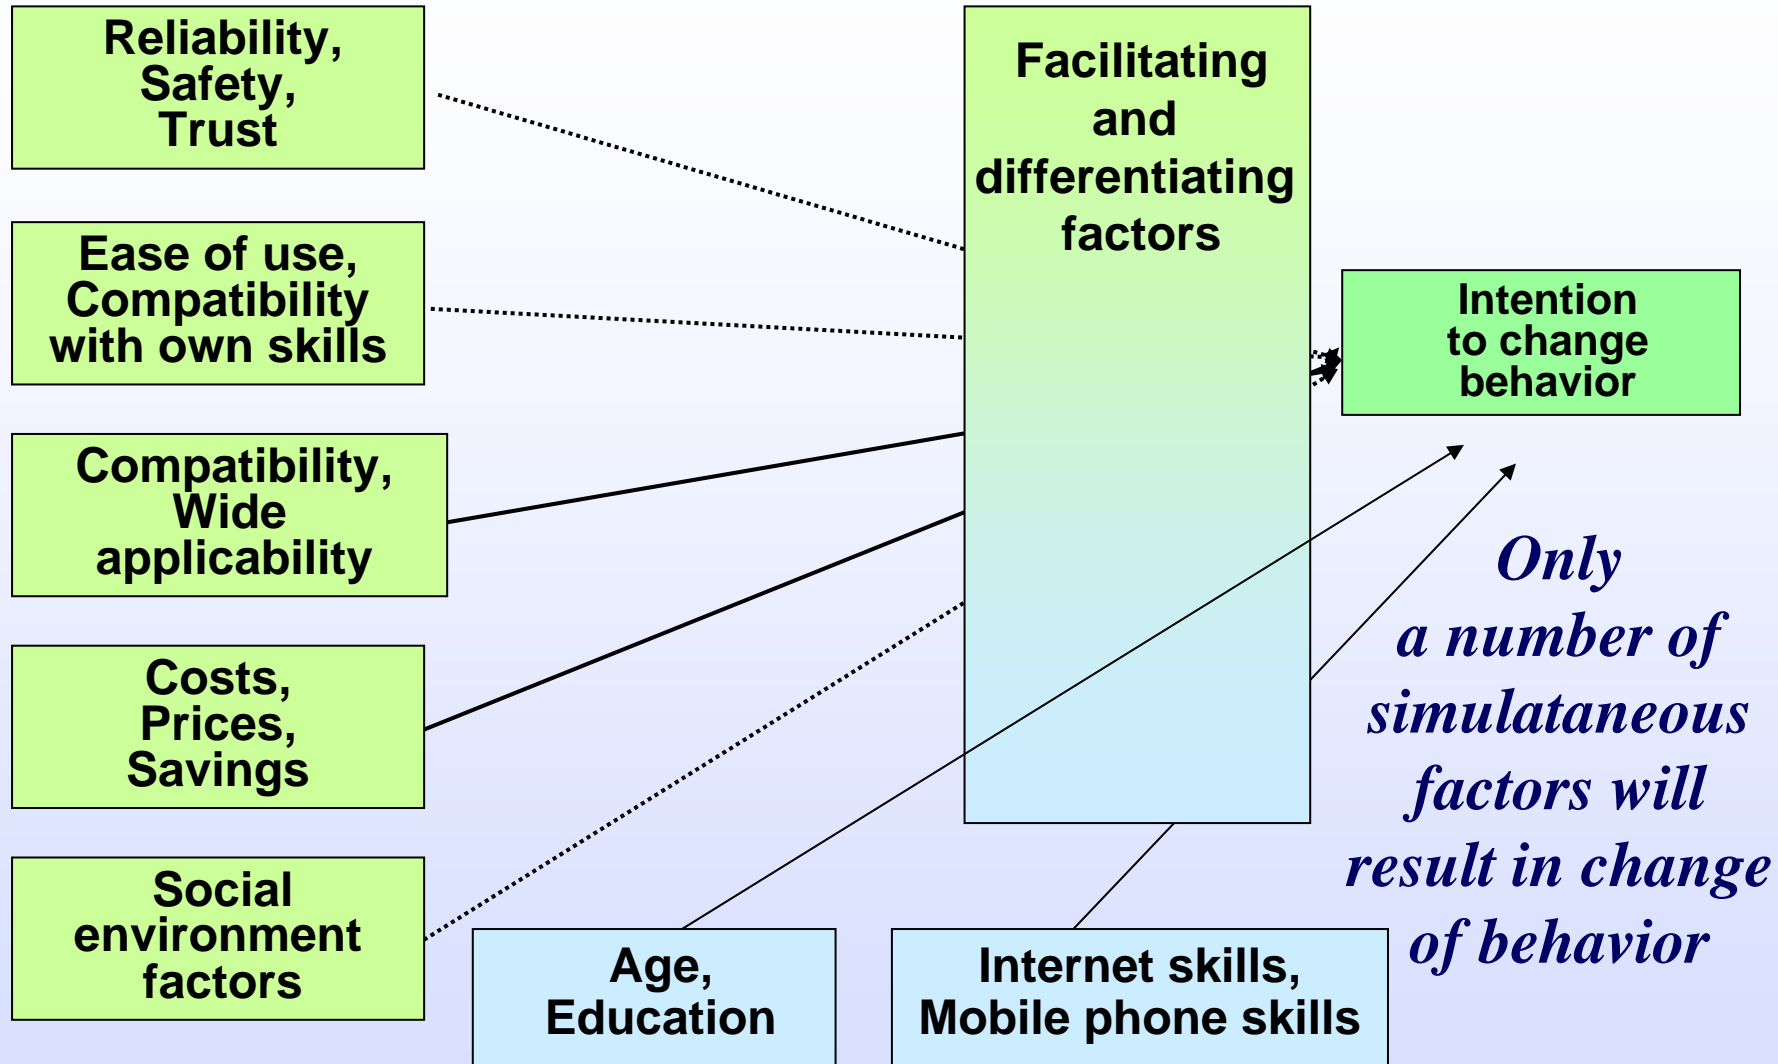 Reliability,
Safety,
Trust
Ease of use,
Compatibility
with own skills
Compatibility,
Wide
applicability
Costs,
Prices,
Savings
Social
environment
factors
Facilitating
and
differentiating
factors
Intention
to change
behavior
Age,
Education
Internet skills,
Mobile phone skills
Only
a number of
simulataneous
factors will
result in change
of behavior